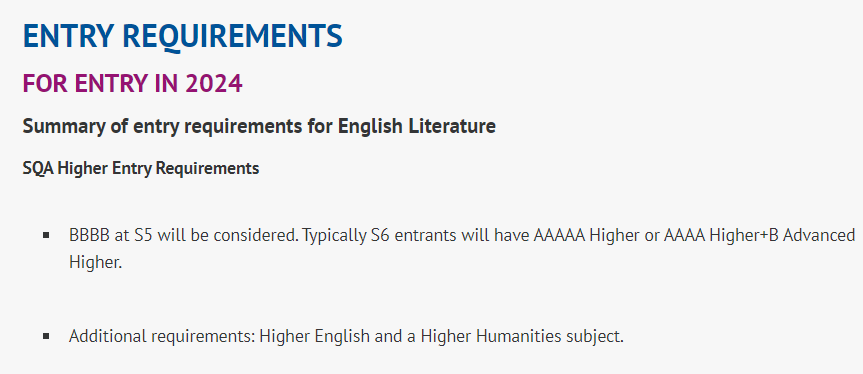 ENTRY REQUIREMENTS
FOR ENTRY IN 2024
Summary of entry requirements for English Literature
SQA Higher Entry Requirements
▪ BBBB at S5 will be considered. Typically S6 entrants will have AAAAA Higher or AAAA Higher+B Advanced
Higher.
▪ Additional requirements: Higher English and a Higher Humanities subject.